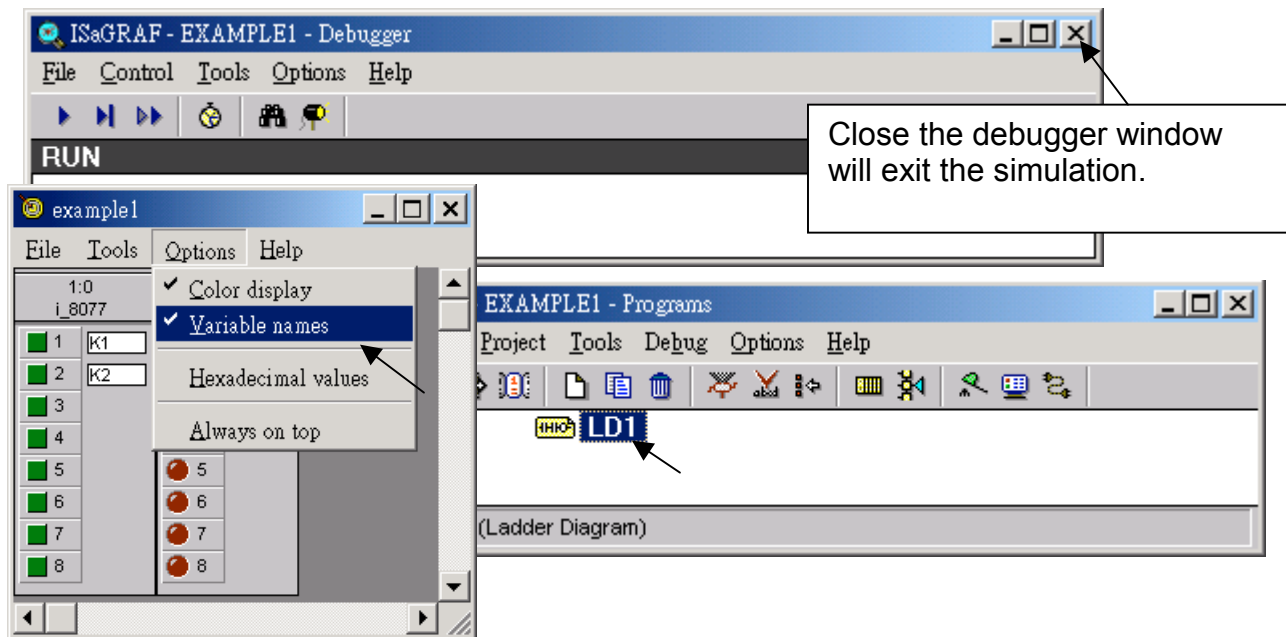 ISaGRAF - EXAMPLE1 - Debugger
File Control Tools Options Help
RUN
Close the debugger window
will exit the simulation.
example1
File Tools Options Help
1:0
i_8077
1 K1
2 K2
3
4
5
6
7
8
Color display
Variable names
Hexadecimal values
Always on top
5
6
7
8
EXAMPLE1 - Programs
Project Tools Debug Options Help
LD1
(Ladder Diagram)